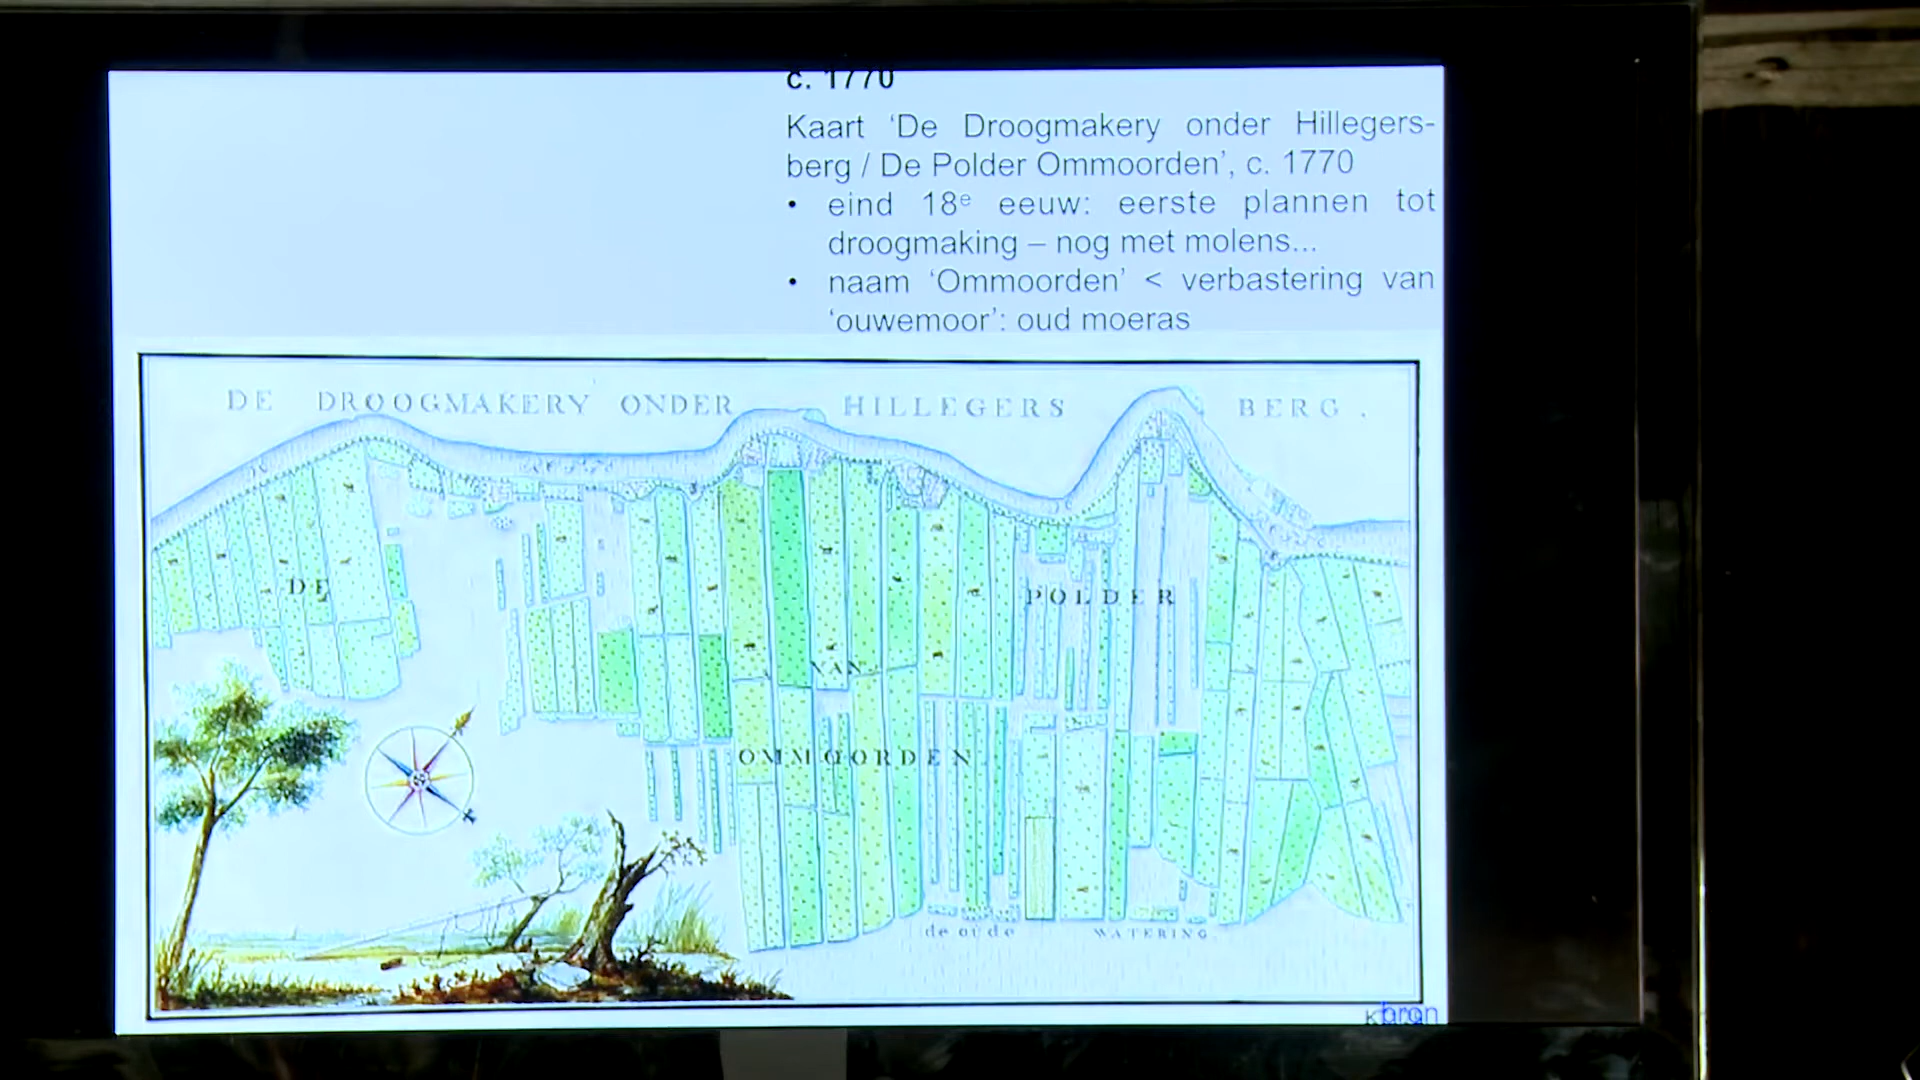 c. 1770
Kaart ‘De Droogmakery onder Hillegers-
berg / De Polder Ommoorden’, c. 1770
• eind 18e eeuw: eerste plannen tot
droogmaking – nog met molens...
• naam ‘Ommoorden’ < verbastering van
‘ouwemoor’: oud moeras
DE DROOGMAKERY ONDER HILLEGERS BERG.
DE
POLDER
VAN
OMMOORDEN
de oude WATERING.
bron